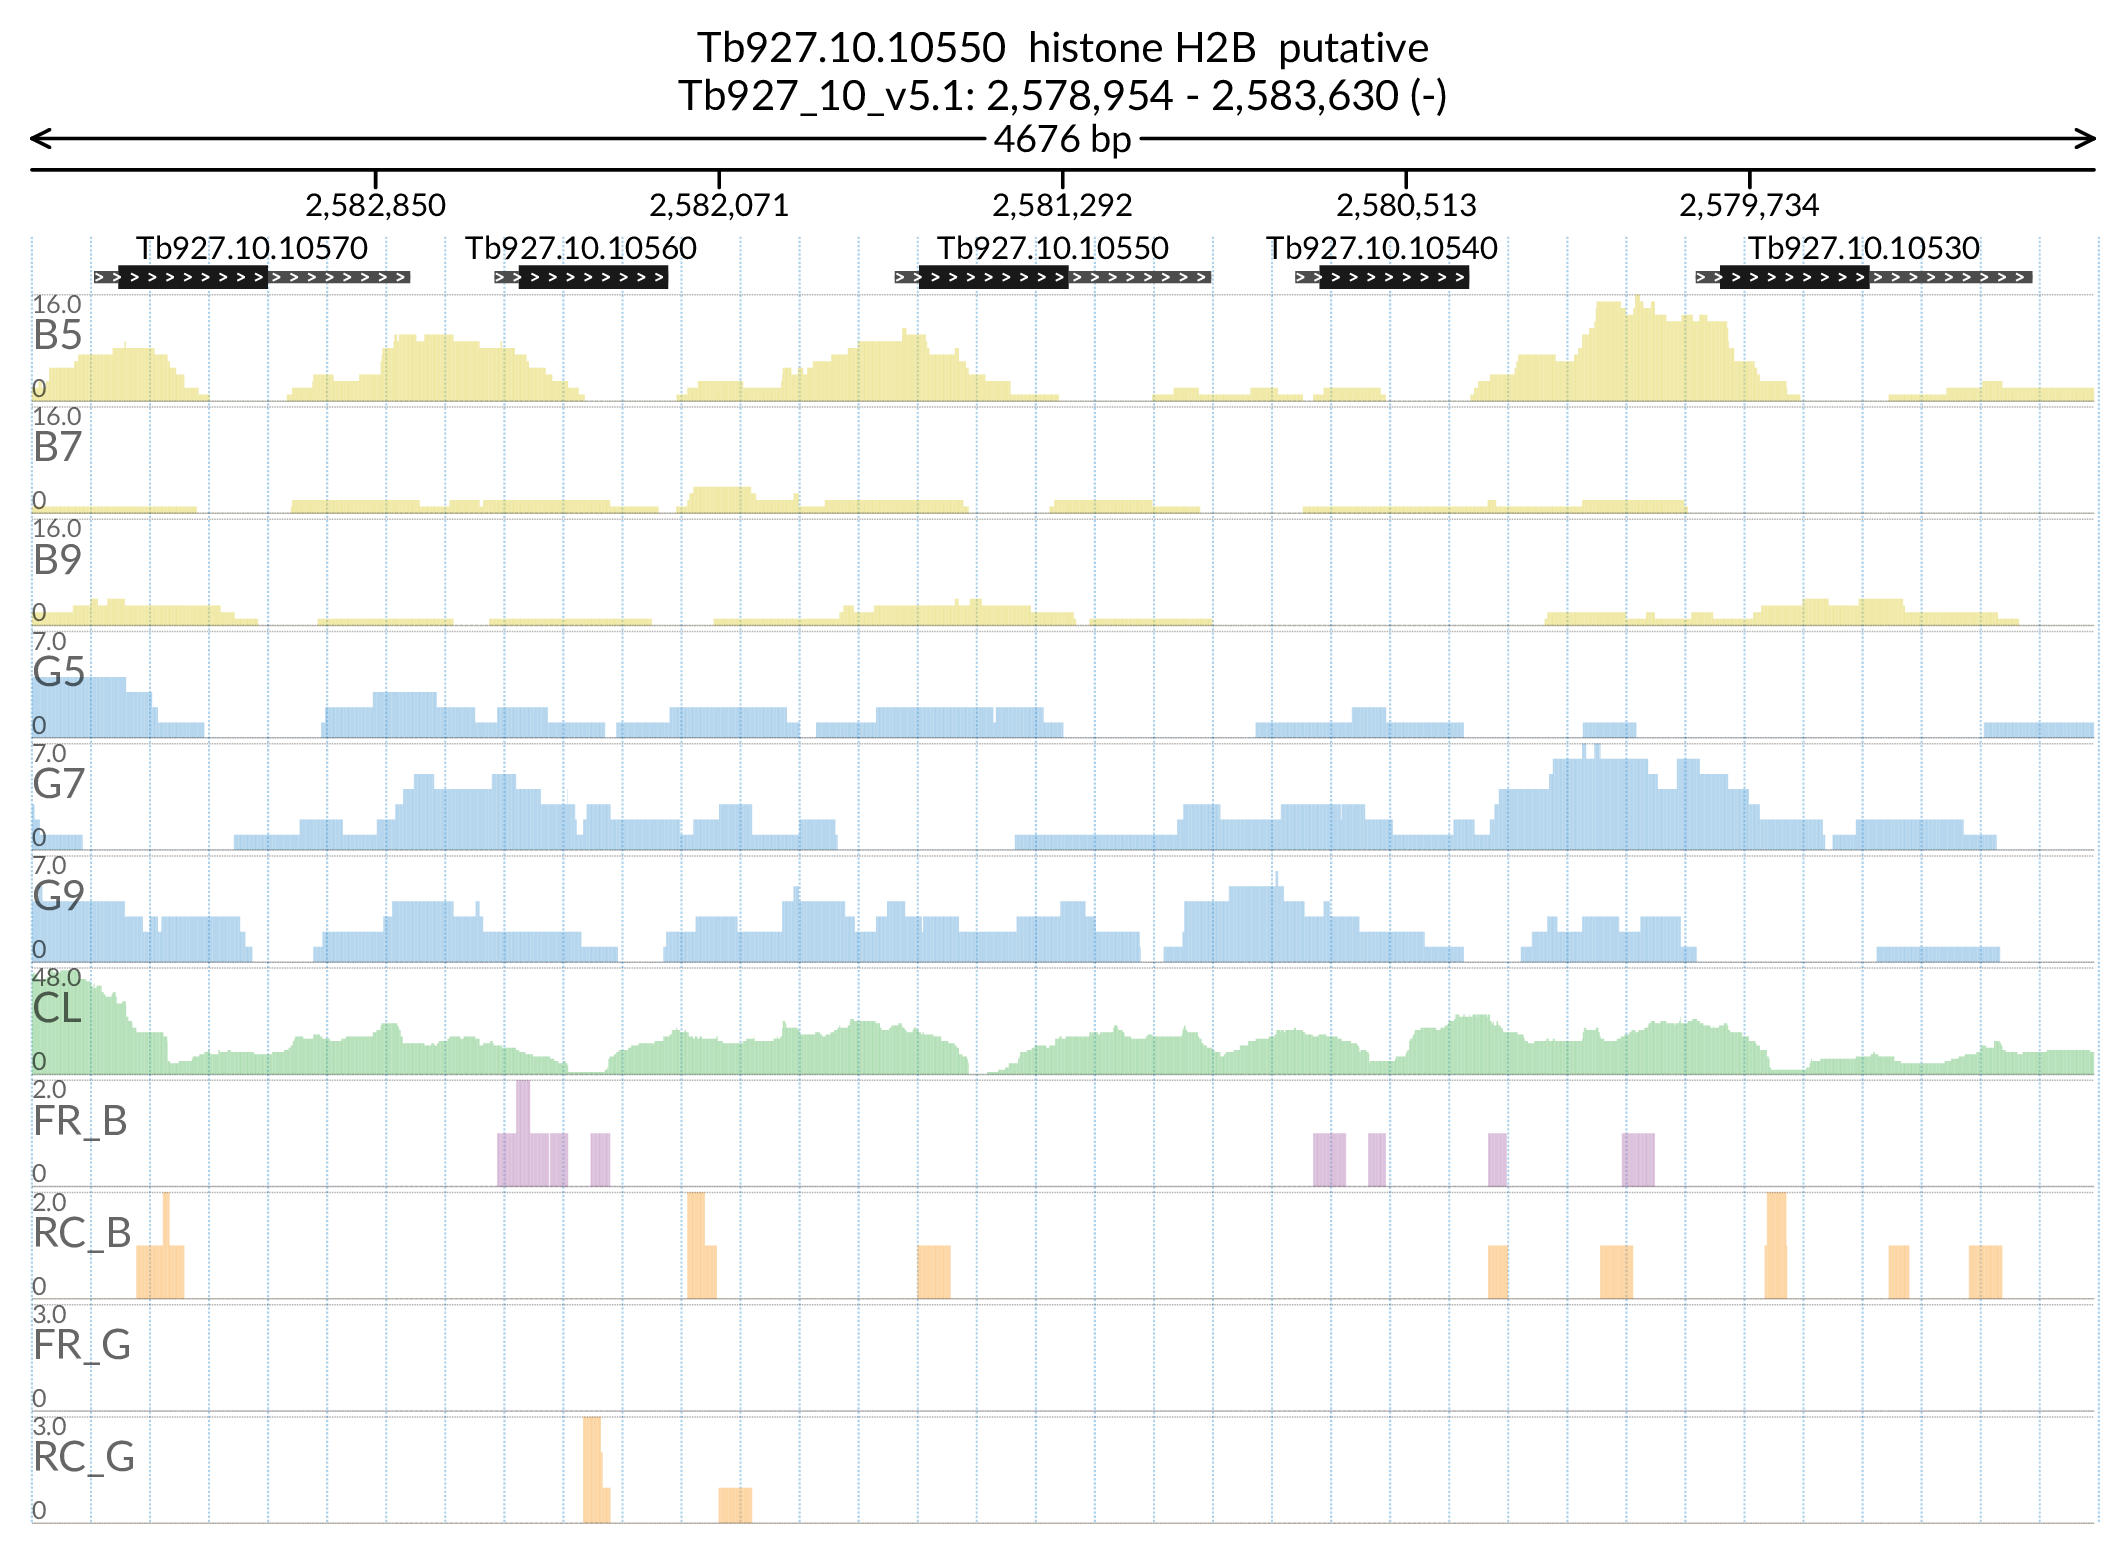 Tb927.10.10550  histone H2B  putative
Tb927_10_v5.1: 2,578,954 - 2,583,630 (-)
4676 bp
2,582,850 2,582,071 2,581,292 2,580,513 2,579,734
Tb927.10.10570 Tb927.10.10560 Tb927.10.10550 Tb927.10.10540 Tb927.10.10530
16.0
B5
0
16.0
B7
0
16.0
B9
0
7.0
G5
0
7.0
G7
0
7.0
G9
0
48.0
CL
0
2.0
FR_B
0
2.0
RC_B
0
3.0
FR_G
0
3.0
RC_G
0